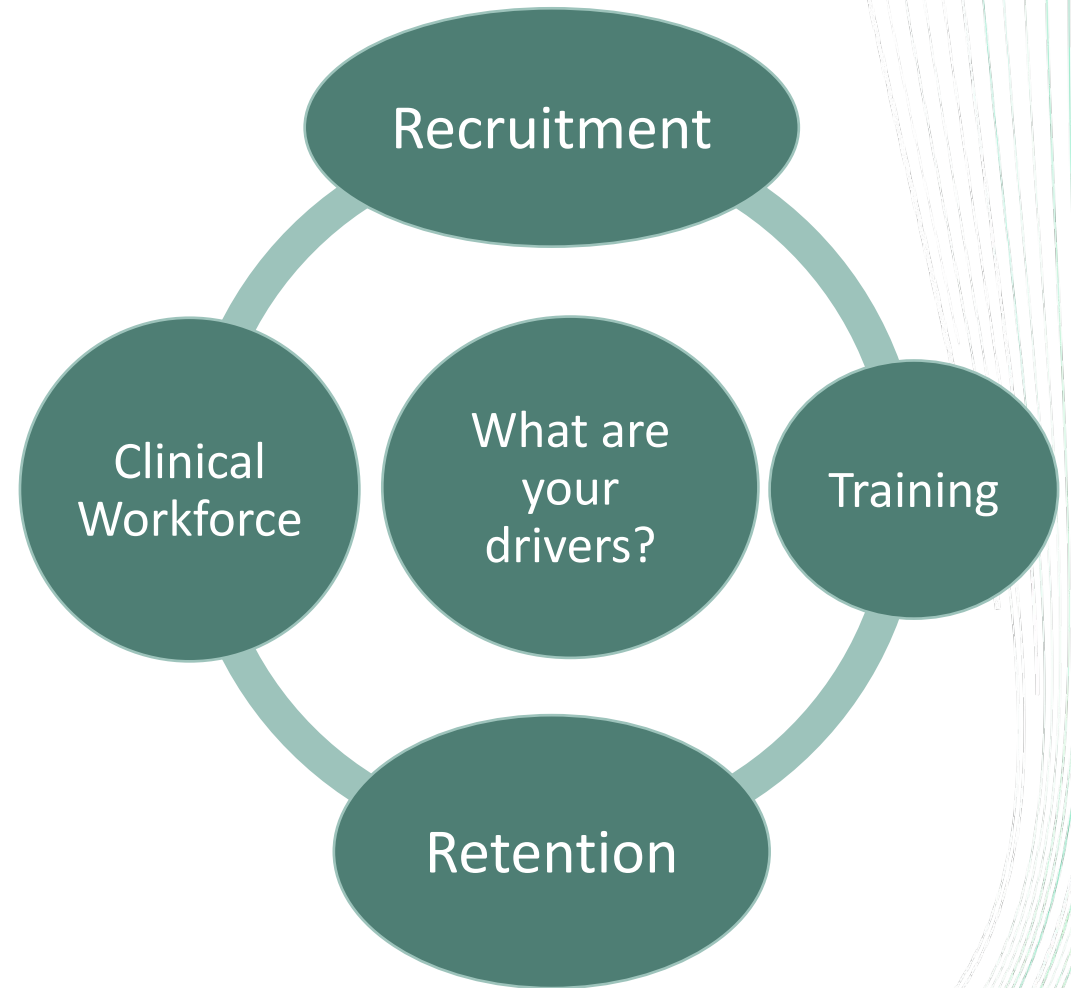 Recruitment
Clinical
Workforce
What are
your
drivers?
Training
Retention